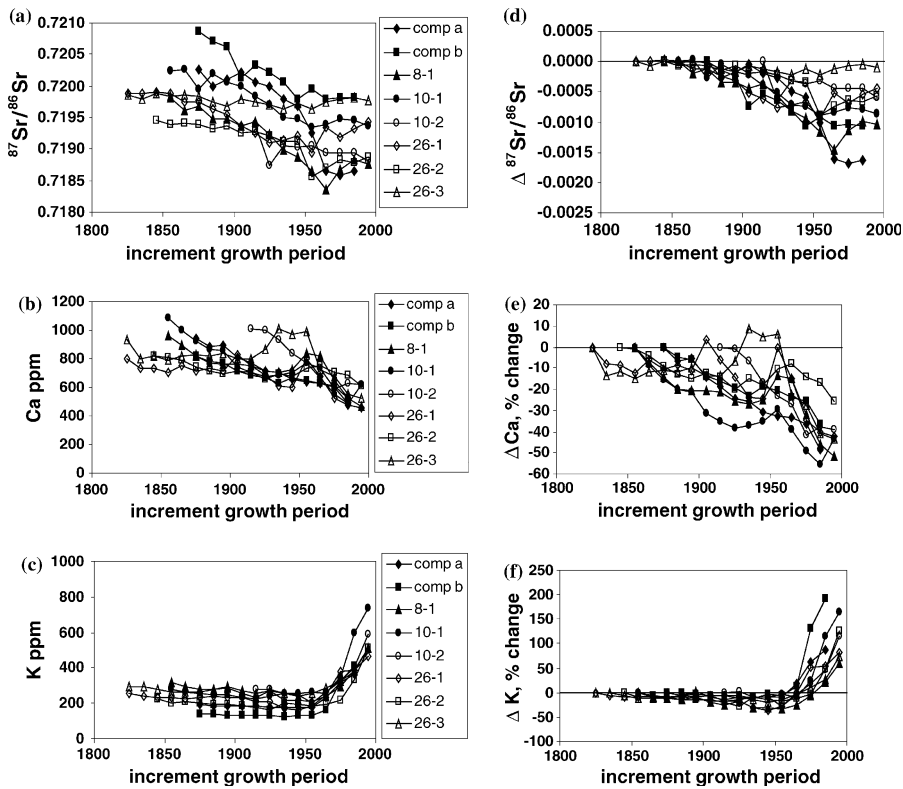 (a)
0.7210
0.7205
0.7200
0.7195
0.7190
0.7185
0.7180
87Sr/86Sr
1800 1850 1900 1950 2000
increment growth period
comp a
comp b
8-1
10-1
10-2
26-1
26-2
26-3
(d)
0.0005
0.0000
-0.0005
-0.0010
-0.0015
-0.0020
-0.0025
Δ 87Sr/86Sr
1800 1850 1900 1950 2000
increment growth period
(b)
1200
1000
800
600
400
200
0
Ca ppm
1800 1850 1900 1950 2000
increment growth period
comp a
comp b
8-1
10-1
10-2
26-1
26-2
26-3
(e)
20
10
0
-10
-20
-30
-40
-50
-60
ΔCa, % change
1800 1850 1900 1950 2000
increment growth period
(c)
1000
800
600
400
200
0
K ppm
1800 1850 1900 1950 2000
increment growth period
comp a
comp b
8-1
10-1
10-2
26-1
26-2
26-3
(f)
250
200
150
100
50
0
-50
-100
Δ K, % change
1800 1850 1900 1950 2000
increment growth period